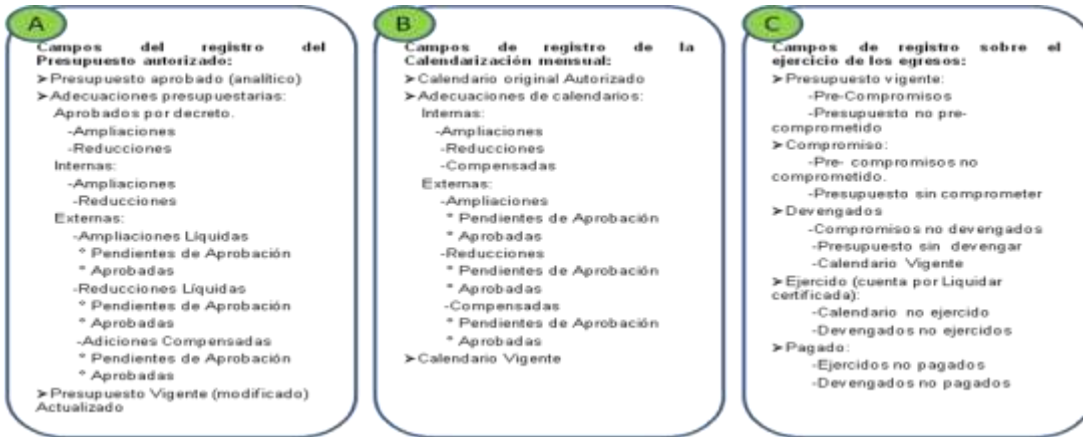 A
Campos del registro del
Presupuesto autorizado:
➢Presupuesto aprobado (analítico)
➢Adecuaciones presupuestarias:
Aprobados por decreto.
-Ampliaciones
-Reducciones
Internas:
-Ampliaciones
-Reducciones
Externas:
-Ampliaciones Líquidas
* Pendientes de Aprobación
* Aprobadas
-Reducciones Líquidas
* Pendientes de Aprobación
* Aprobadas
-Adiciones Compensadas
* Pendientes de Aprobación
* Aprobadas
➢Presupuesto Vigente (modificado)
Actualizado
B
Campos de registro de la
Calendarización mensual:
➢Calendario original Autorizado
➢Adecuaciones de calendarios:
Internas:
-Ampliaciones
-Reducciones
-Compensadas
Externas:
-Ampliaciones
* Pendientes de Aprobación
* Aprobadas
-Reducciones
* Pendientes de Aprobación
* Aprobadas
-Compensadas
* Pendientes de Aprobación
* Aprobadas
➢Calendario Vigente
C
Campos de registro sobre el
ejercicio de los egresos:
➢Presupuesto vigente:
-Pre-Compromisos
-Presupuesto no pre-
comprometido
➢Compromiso:
-Pre- compromisos no
comprometido.
-Presupuesto sin comprometer
➢Devengados
-Compromisos no devengados
-Presupuesto sin devengar
-Calendario Vigente
➢Ejercido (cuenta por Liquidar
certificada):
-Calendario no ejercido
-Devengados no ejercidos
➢Pagado:
-Ejercidos no pagados
-Devengados no pagados